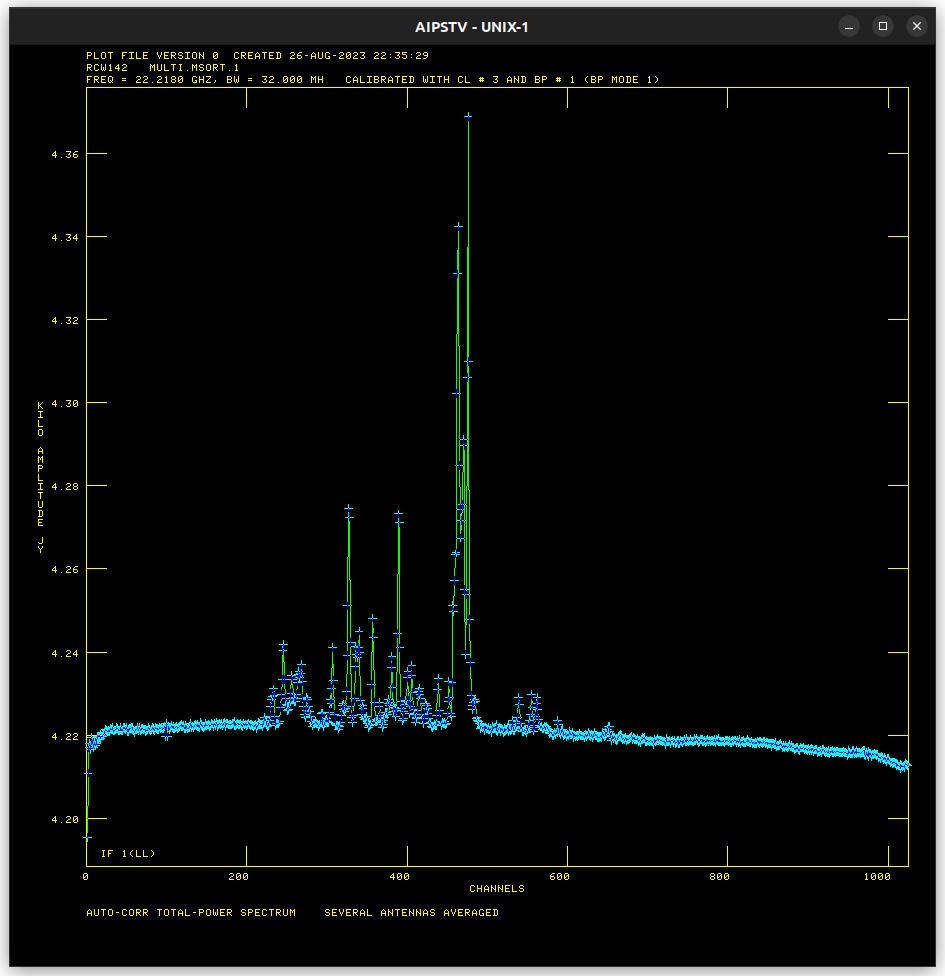 AIPSTV - UNIX-1
PLOT FILE VERSION 0 CREATED 26-AUG-2023 22:35:29
RCW142 MULTI.MSORT.1
FREQ = 22.2180 GHZ, BW = 32.000 MH CALIBRATED WITH CL # 3 AND BP # 1 (BP MODE 1)
4.36
4.34
4.32
4.30
4.28
4.26
4.24
4.22
4.20
KILO AMPLITUDE JY
IF 1(LL)
0 200 400 600 800 1000
CHANNELS
AUTO-CORR TOTAL-POWER SPECTRUM SEVERAL ANTENNAS AVERAGED